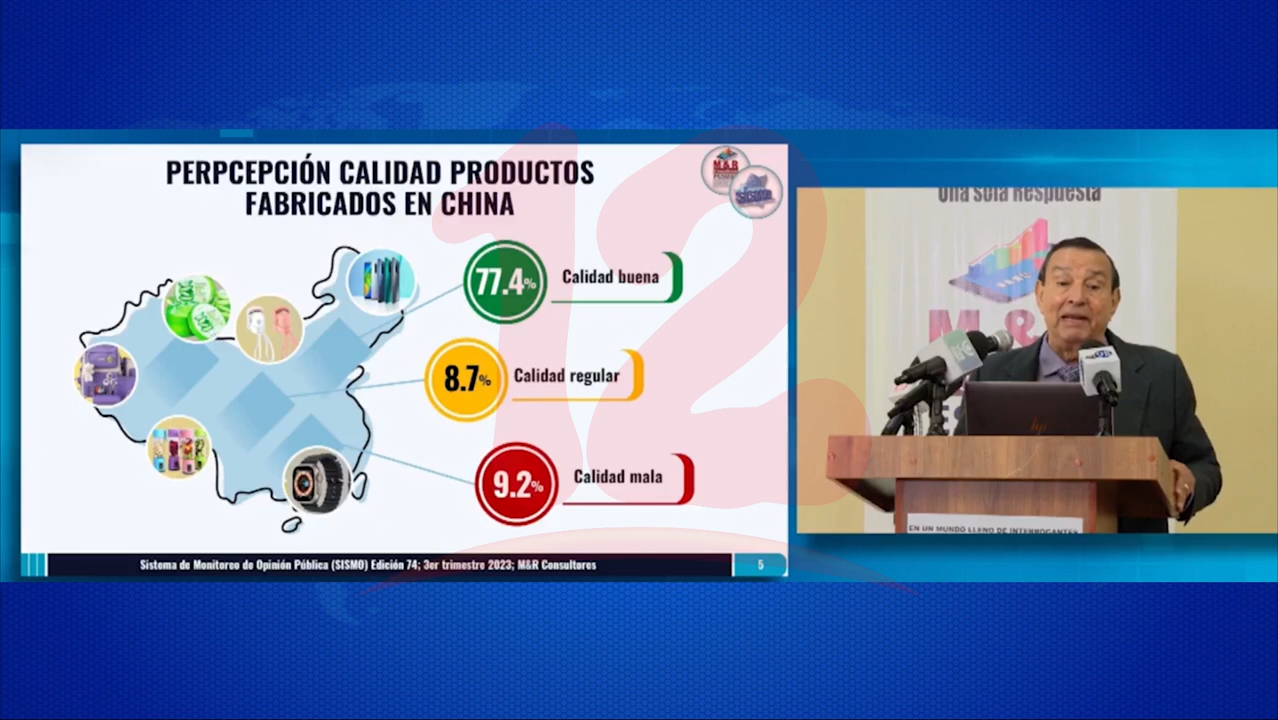 PERPCEPCIÓN CALIDAD PRODUCTOS
FABRICADOS EN CHINA
M&R
77.4%
Calidad buena
8.7%
Calidad regular
9.2%
Calidad mala
Sistema de Monitoreo de Opinión Pública (SISMO) Edición 74; 3er trimestre 2023; M&R Consultores
5
12
Una sola Respuesta
M &
hp
EN UN MUNDO LLENO DE INTERROGANTES